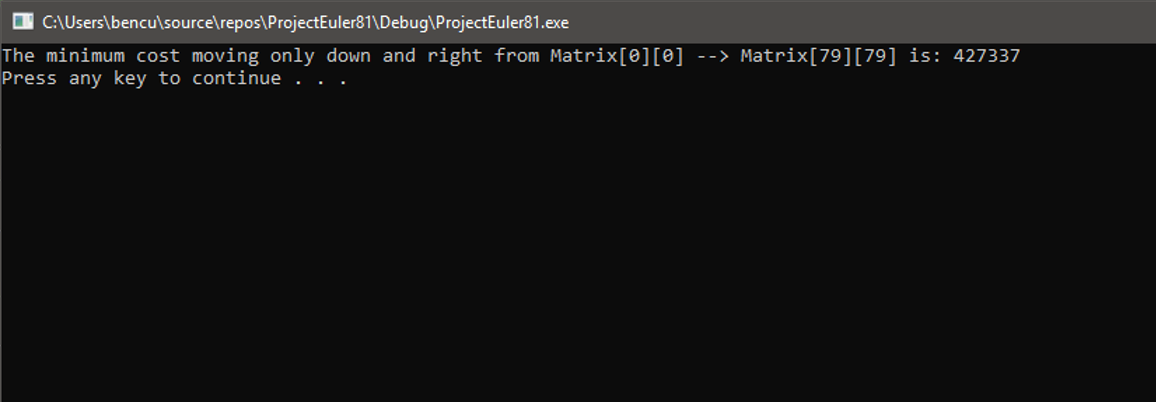 C:\Users\bencu\source\repos\ProjectEuler81\Debug\ProjectEuler81.exe
The minimum cost moving only down and right from Matrix[0][0] --> Matrix[79][79] is: 427337
Press any key to continue . . .